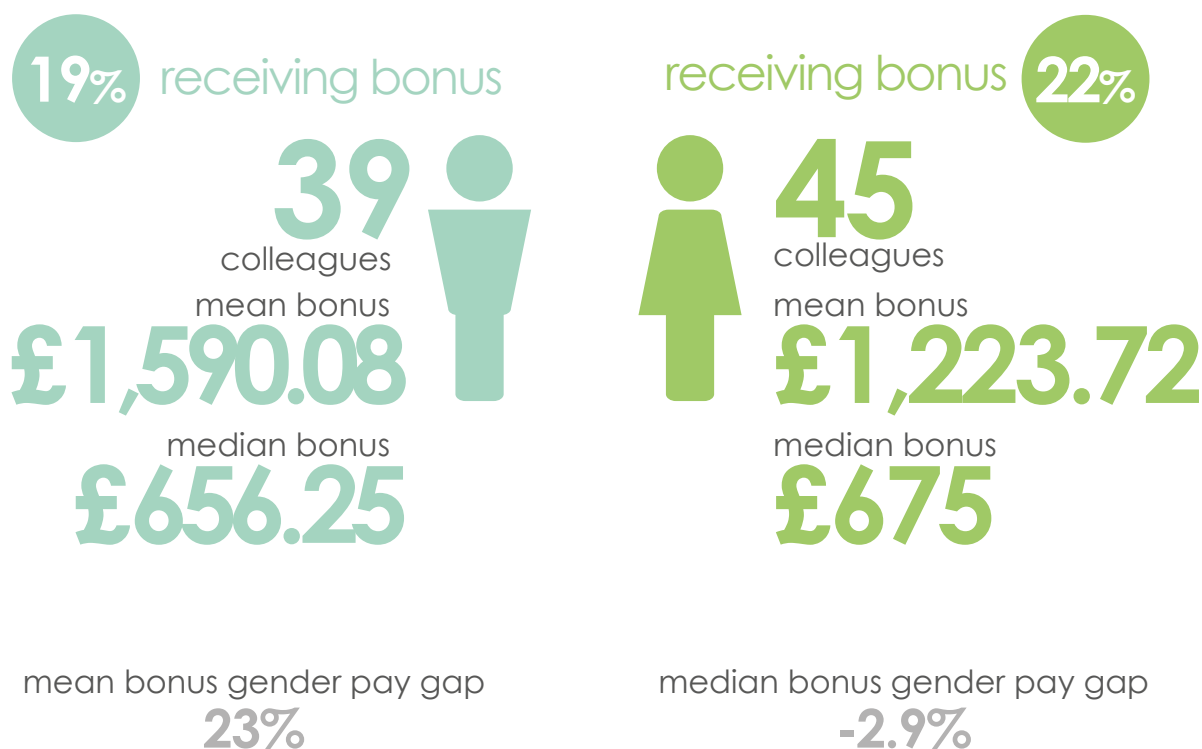 19% receiving bonus
39
colleagues
mean bonus
£1,590.08
median bonus
£656.25
receiving bonus 22%
45
colleagues
mean bonus
£1,223.72
median bonus
£675
mean bonus gender pay gap
23%
median bonus gender pay gap
-2.9%